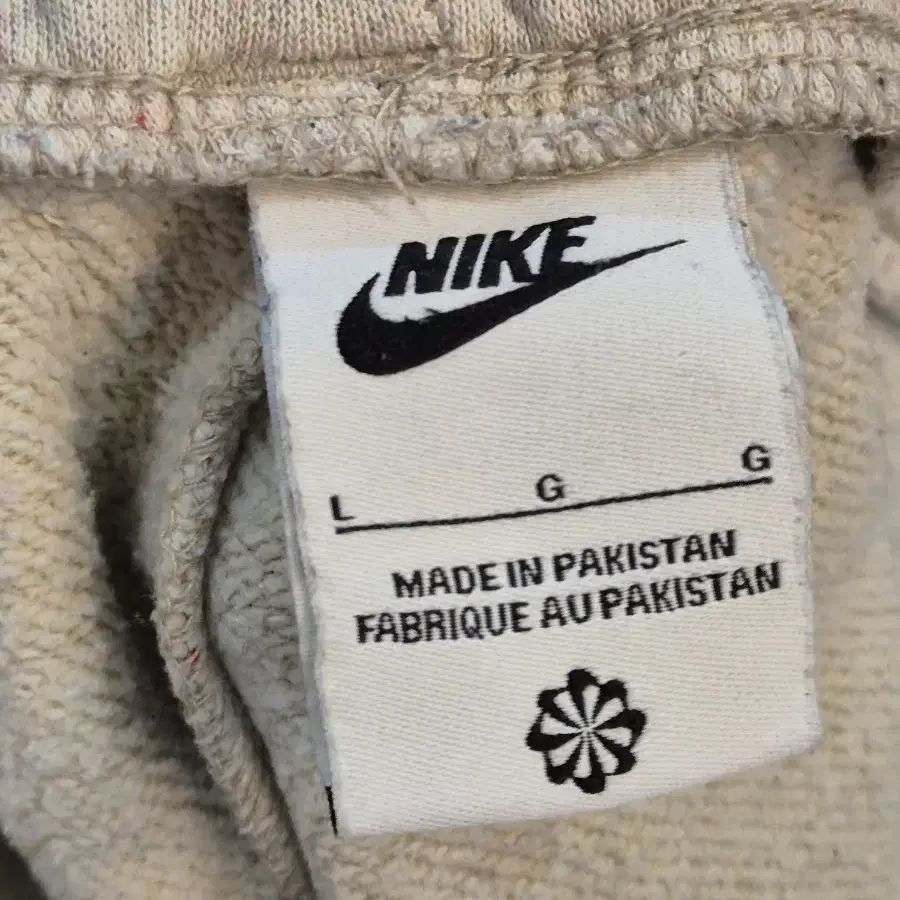 NIKE
L G G
MADE IN PAKISTAN
FABRIQUE AU PAKISTAN